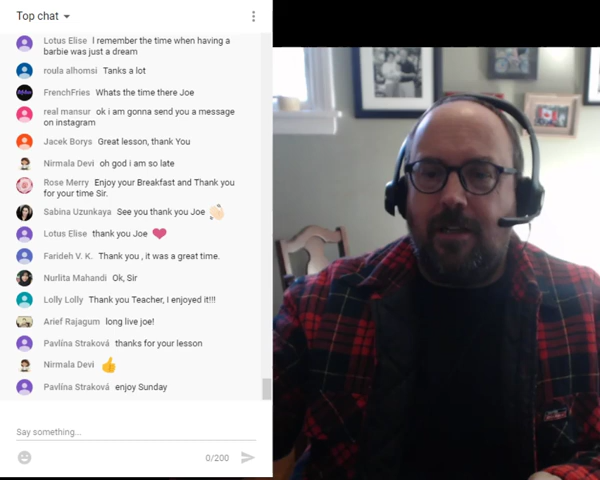 Top chat
Lotus Elise I remember the time when having a
barbie was just a dream
roula alhomsi Tanks a lot
FrenchFries Whats the time there Joe
real mansur ok i am gonna send you a message
on instagram
Jacek Borys Great lesson, thank You
Nirmala Devi oh god i am so late
Rose Merry Enjoy your Breakfast and Thank you
for your time Sir.
Sabina Uzunkaya See you thank you Joe 👋🏻
Lotus Elise thank you Joe ❤
Farideh V. K. Thank you , it was a great time.
Nurlita Mahandi Ok, Sir
Lolly Lolly Thank you Teacher, I enjoyed it!!!
Arief Rajagum long live joe!
Pavlína Straková thanks for your lesson
Nirmala Devi 👍
Pavlína Straková enjoy Sunday
Say something...
0/200